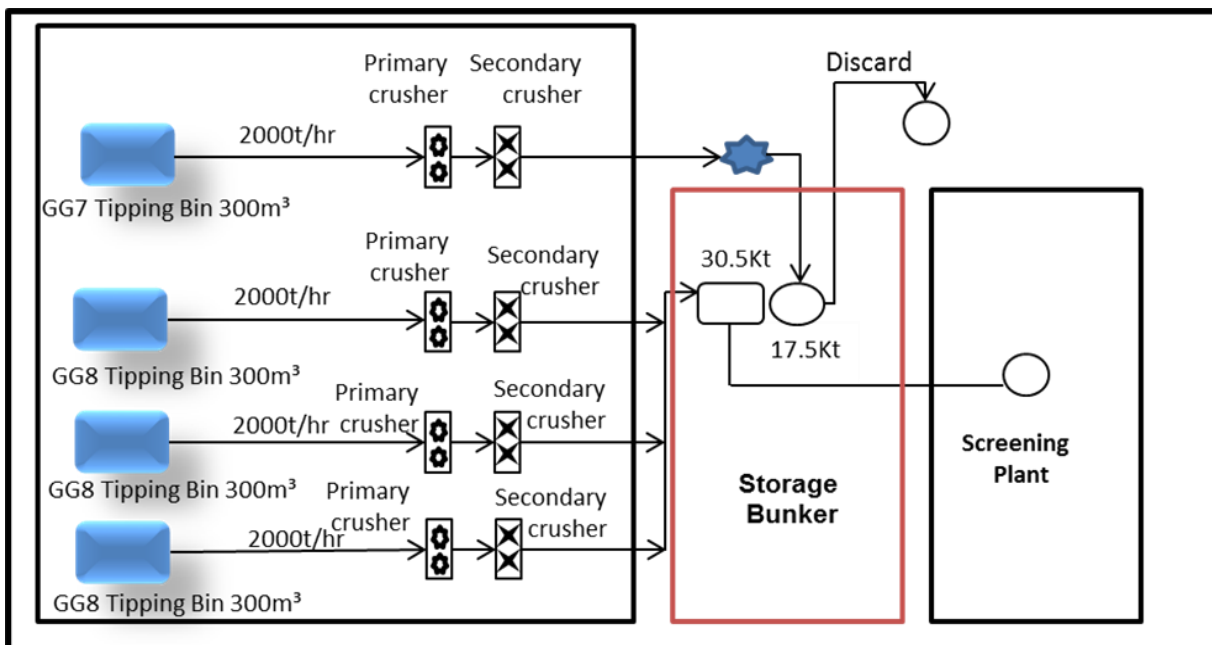 Primary
crusher
Secondary
crusher
Discard
2000t/hr
GG7 Tipping Bin 300m³
Primary
crusher
Secondary
crusher
30.5Kt
2000t/hr
17.5Kt
GG8 Tipping Bin 300m³
Primary
crusher
Secondary
crusher
2000t/hr
GG8 Tipping Bin 300m³
Screening
Plant
Storage
Bunker
Primary
crusher
Secondary
crusher
2000t/hr
GG8 Tipping Bin 300m³